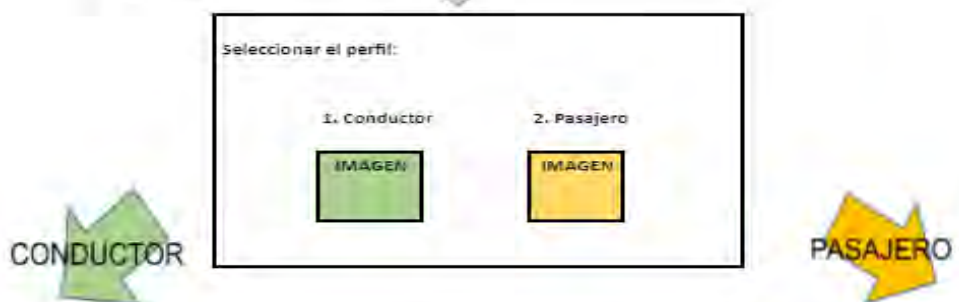 Seleccionar el perfil:
1. Conductor
2. Pasajero
IMAGEN
IMAGEN
CONDUCTOR
PASAJERO